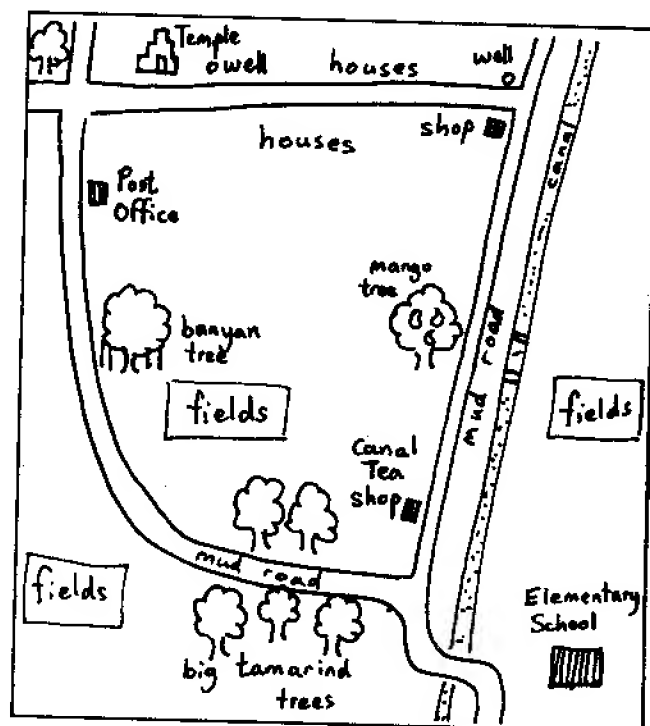 Temple
owell
houses
well
shop
canal
houses
Post
Office
mango
tree
banyan
tree
mud road
fields
fields
Canal
Tea
shop
mud road
fields
Elementary
School
big tamarind
trees